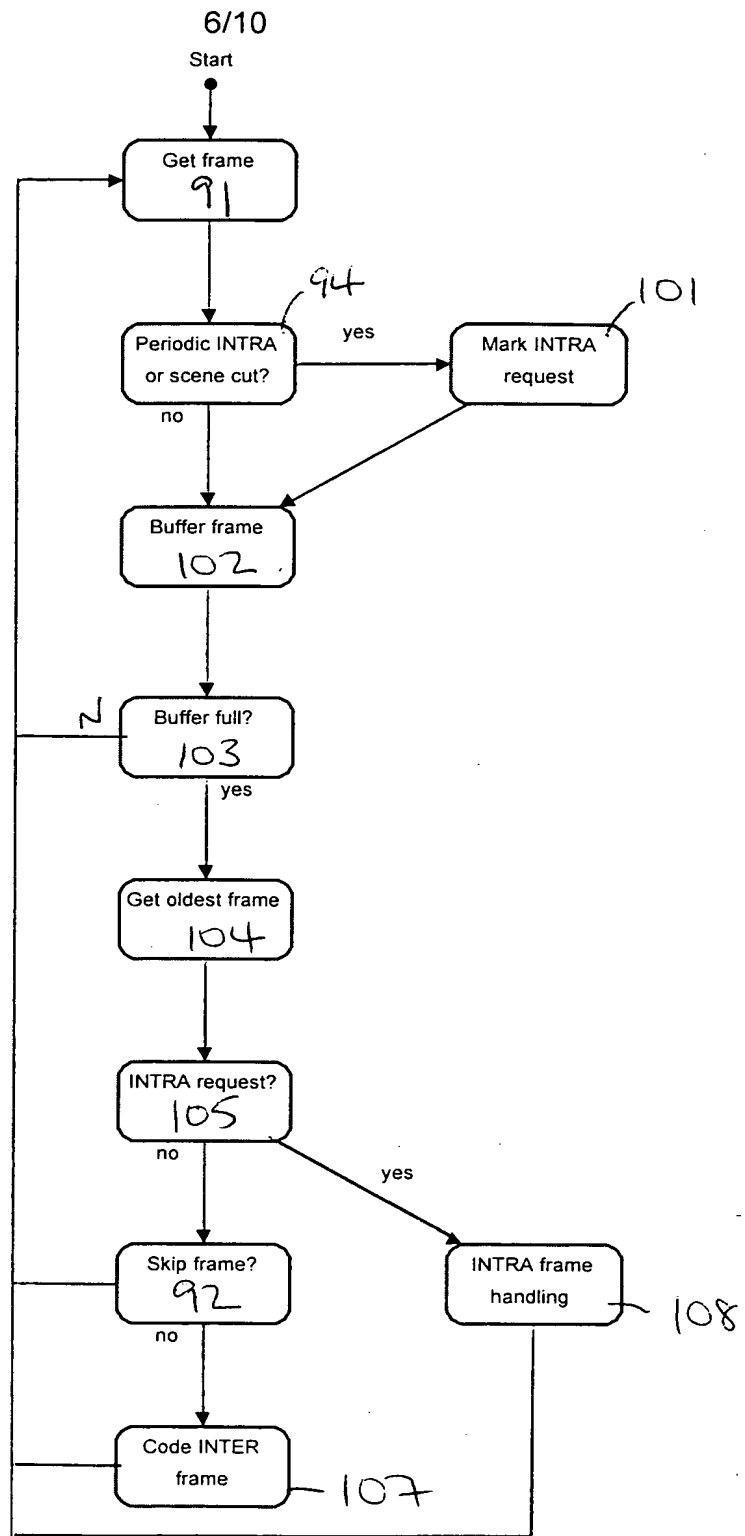 6/10
Start
Get frame
91
94
Periodic INTRA
or scene cut?
yes
101
Mark INTRA
request
no
Buffer frame
102
N
Buffer full?
103
yes
Get oldest frame
104
INTRA request?
105
no
yes
Skip frame?
92
no
INTRA frame
handling
108
Code INTER
frame
107